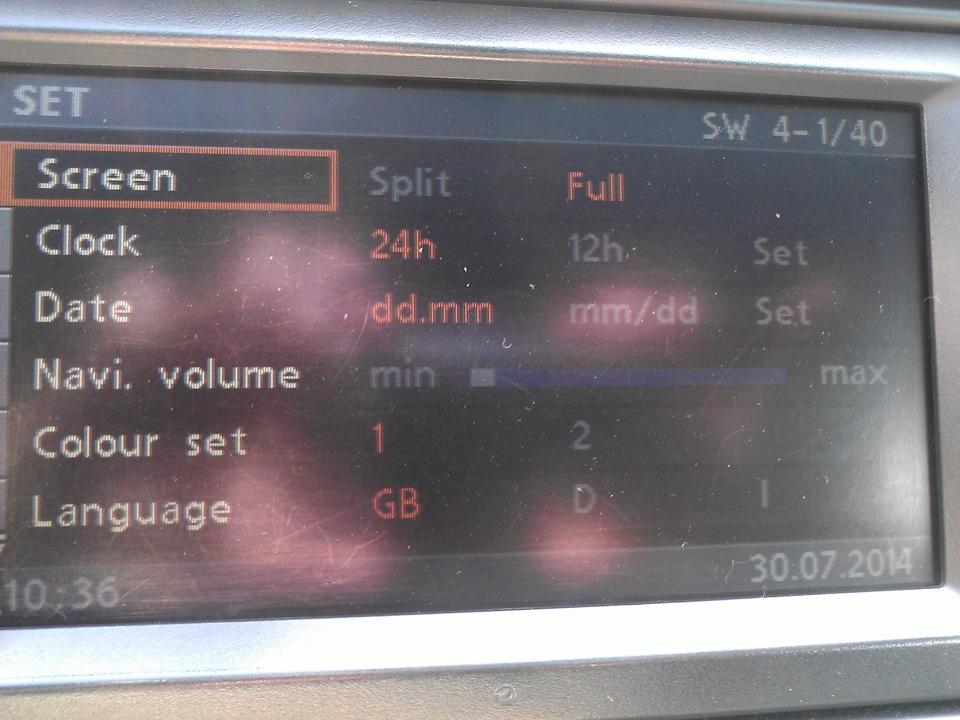 SET
SW 4-1/40
Screen Split Full
Clock 24h 12h Set
Date dd.mm mm/dd Set
Navi. volume min max
Colour set 1 2
Language GB D I
10:36 30.07.2014